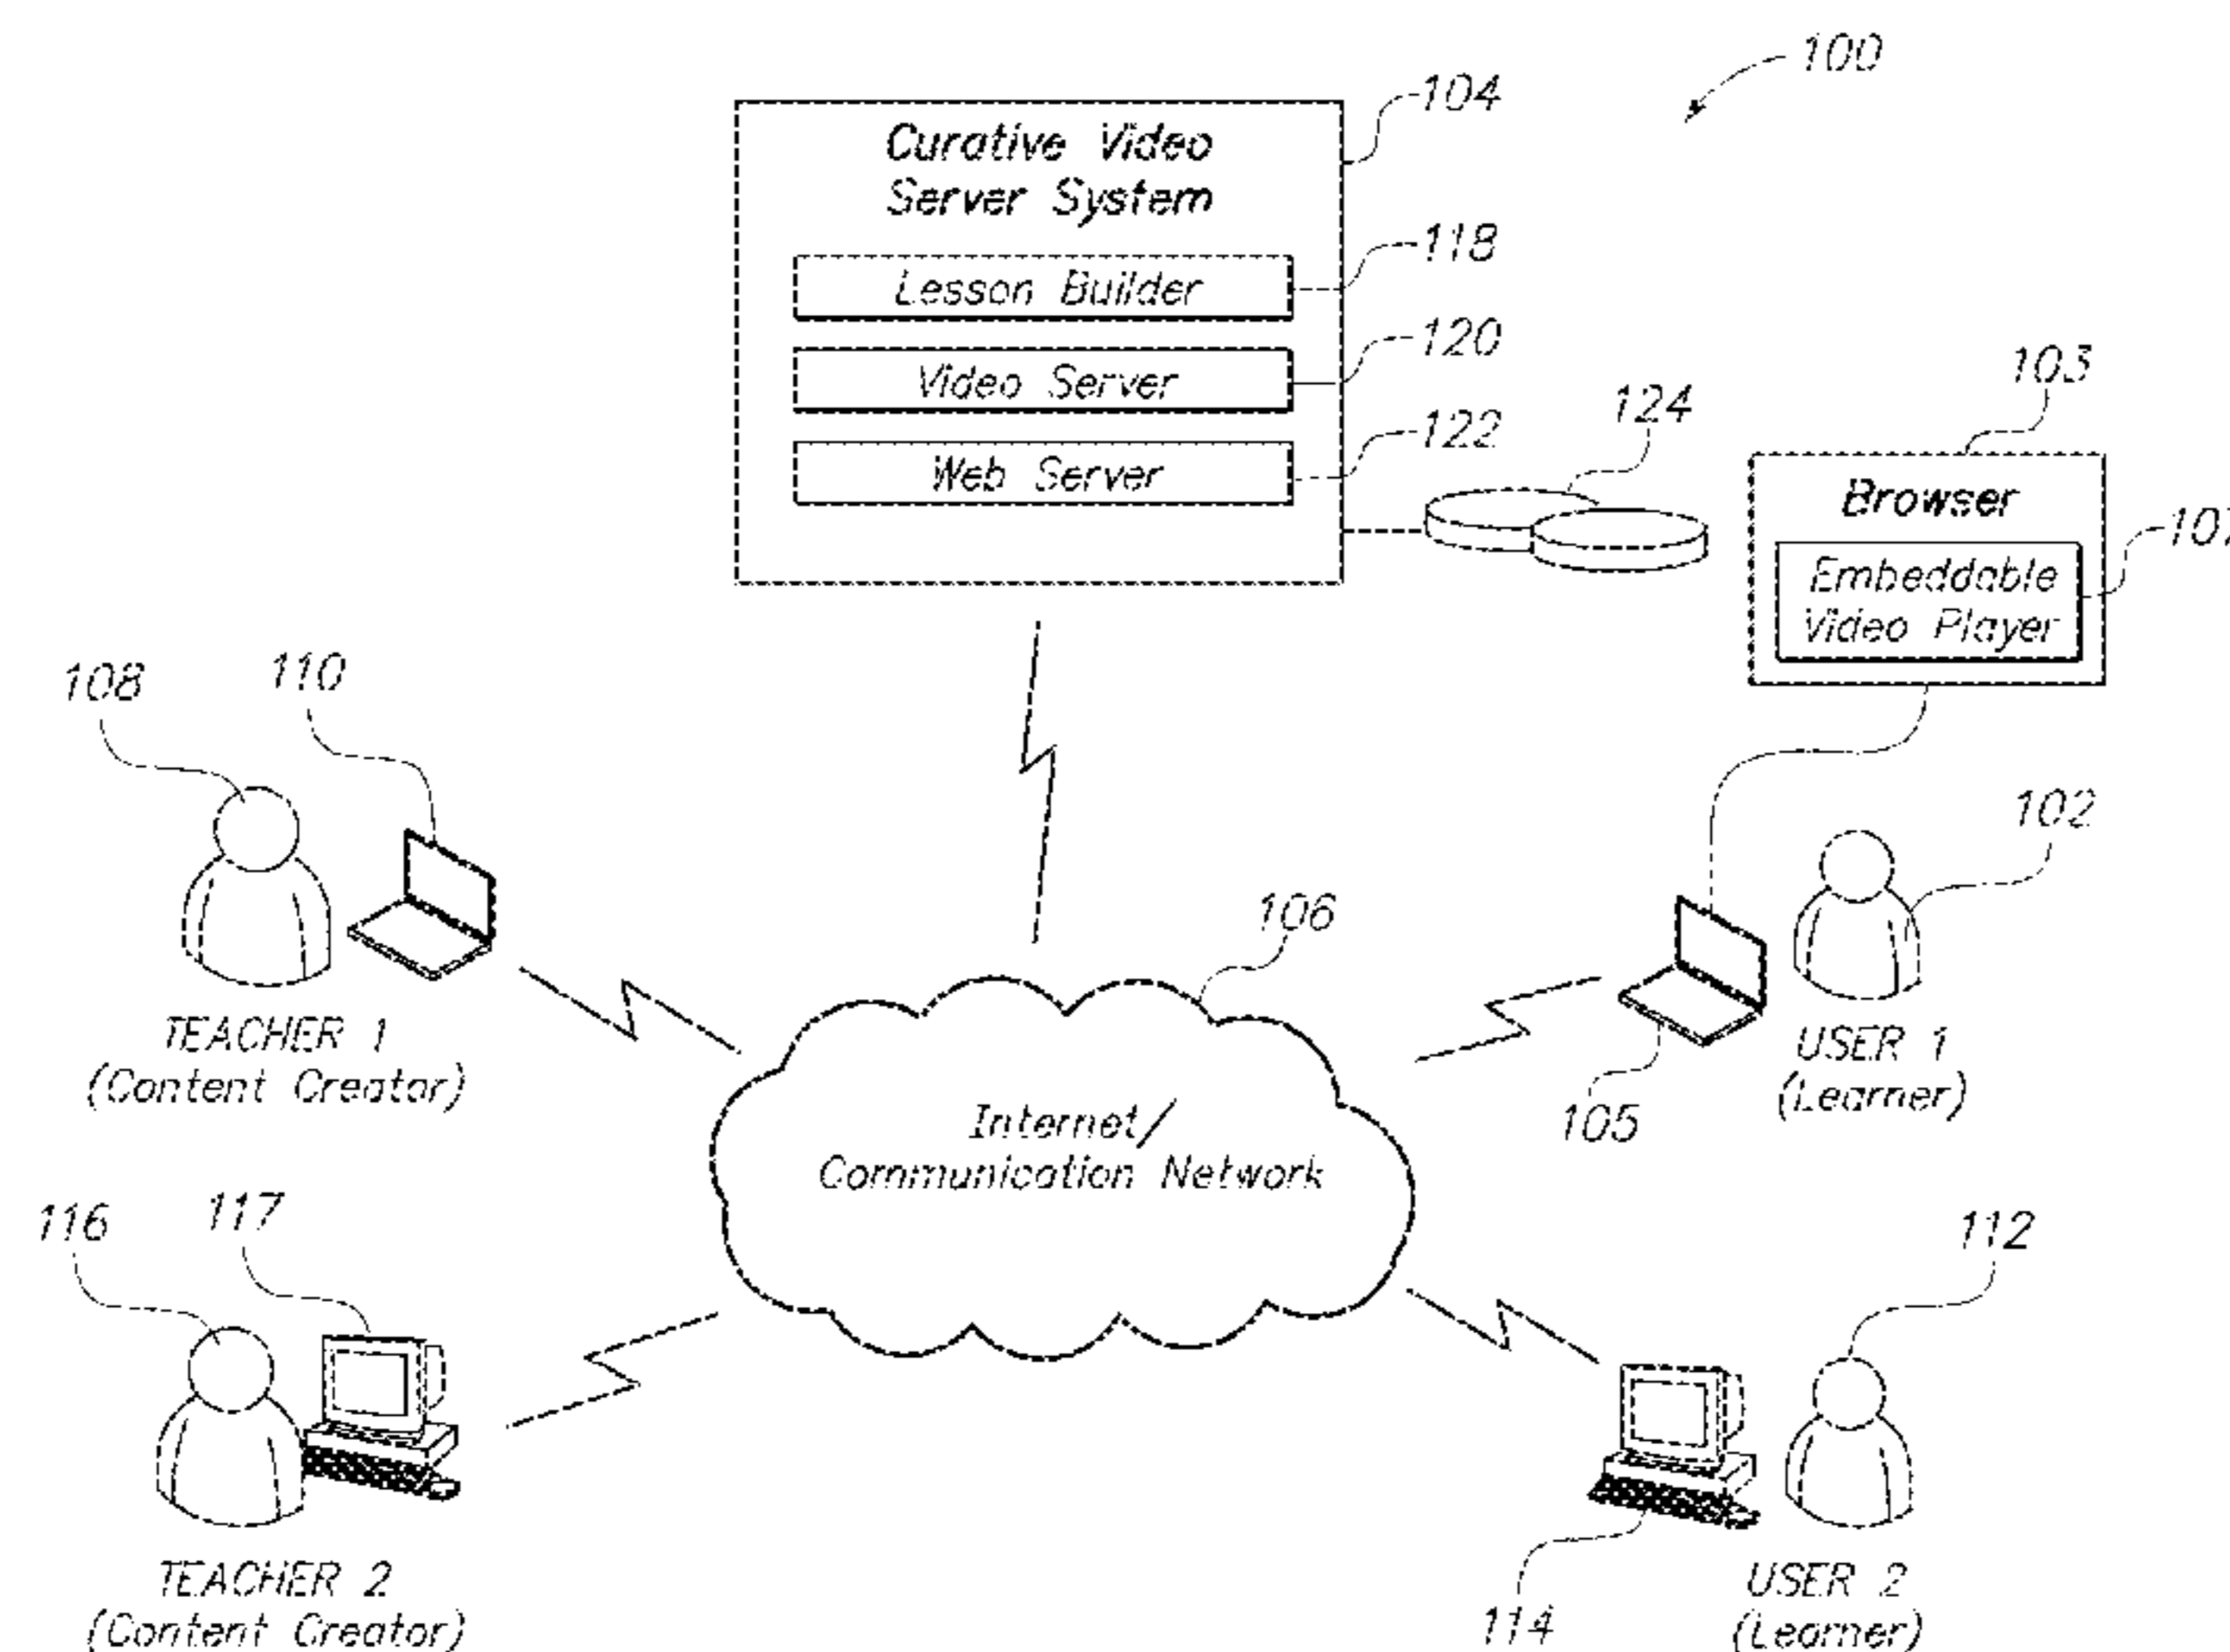 100
104
Curative Video
Server System
118
Lesson Builder
120
Video Server
122
Web Server
124
103
Browser
107
Embeddable
Video Player
108
110
TEACHER 1
(Content Creator)
102
105
USER 1
(Learner)
106
Internet/
Communication Network
116
117
TEACHER 2
(Content Creator)
112
114
USER 2
(Learner)